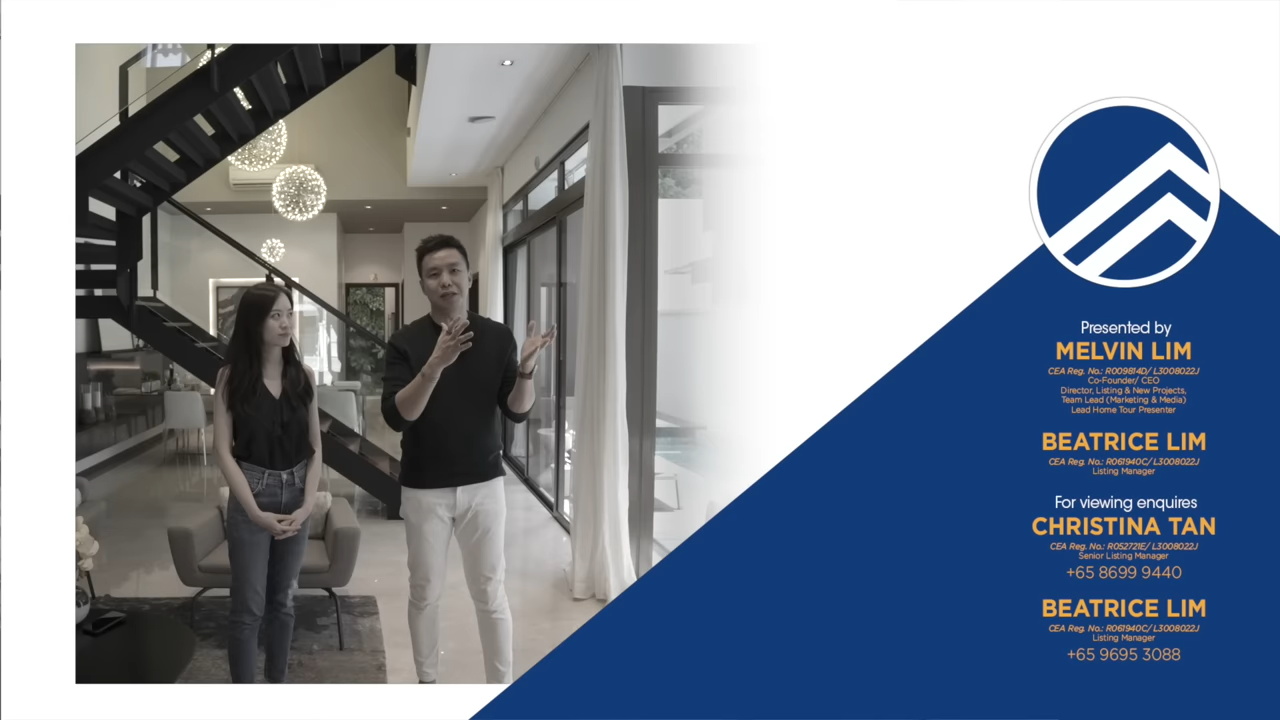 Presented by
MELVIN LIM
CEA Reg. No.: R009814D/ L3008022J
Co-Founder/ CEO
Director, Listing & New Projects,
Team Lead (Marketing & Media)
Lead Home Tour Presenter
BEATRICE LIM
CEA Reg. No.: R061940C/ L3008022J
Listing Manager
For viewing enquires
CHRISTINA TAN
CEA Reg. No.: R052721E/ L3008022J
Senior Listing Manager
+65 8699 9440
BEATRICE LIM
CEA Reg. No.: R061940C/ L3008022J
Listing Manager
+65 9695 3088